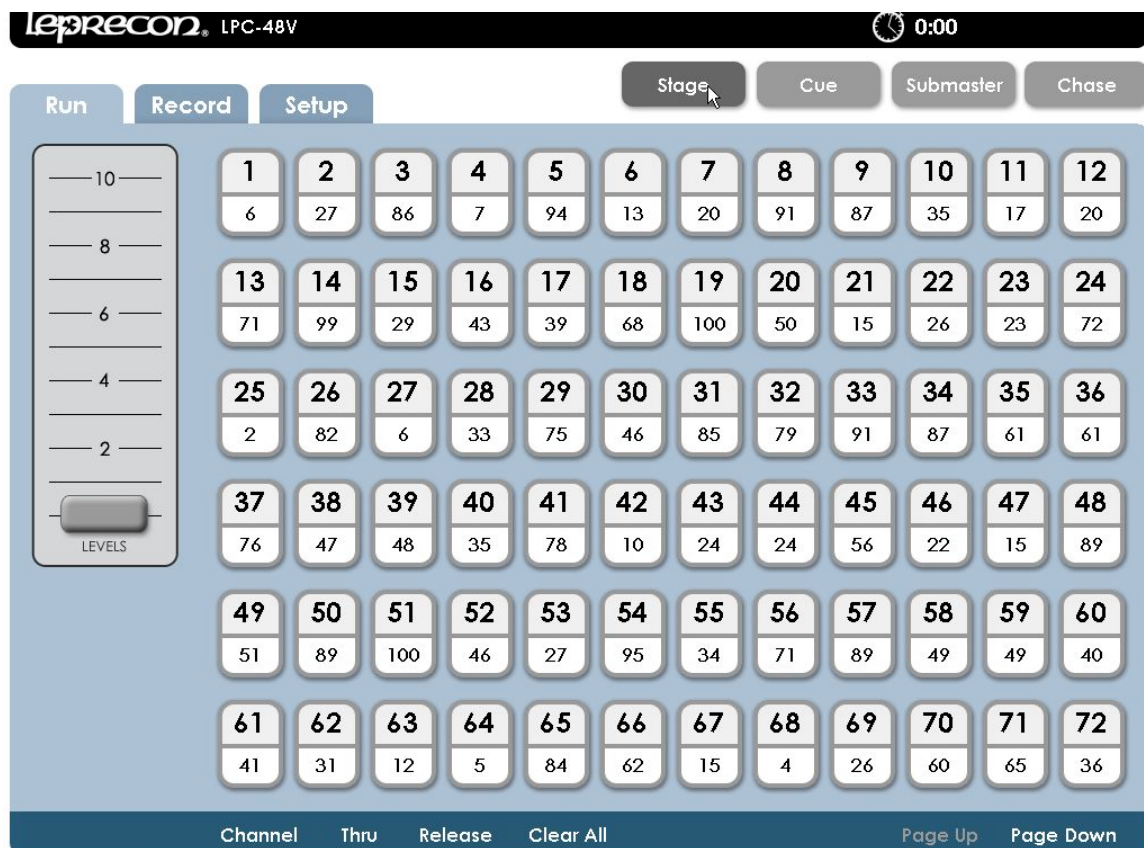 leprecon® LPC-48V 0:00
Stage Cue Submaster Chase
Run Record Setup
10
8
6
4
2
LEVELS
1 2 3 4 5 6 7 8 9 10 11 12
6 27 86 7 94 13 20 91 87 35 17 20
13 14 15 16 17 18 19 20 21 22 23 24
71 99 29 43 39 68 100 50 15 26 23 72
25 26 27 28 29 30 31 32 33 34 35 36
2 82 6 33 75 46 85 79 91 87 61 61
37 38 39 40 41 42 43 44 45 46 47 48
76 47 48 35 78 10 24 24 56 22 15 89
49 50 51 52 53 54 55 56 57 58 59 60
51 89 100 46 27 95 34 71 89 49 49 40
61 62 63 64 65 66 67 68 69 70 71 72
41 31 12 5 84 62 15 4 26 60 65 36
Channel Thru Release Clear All Page Up Page Down